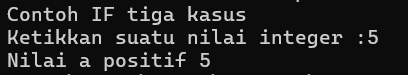 Contoh IF tiga kasus
Ketikkan suatu nilai integer :5
Nilai a positif 5